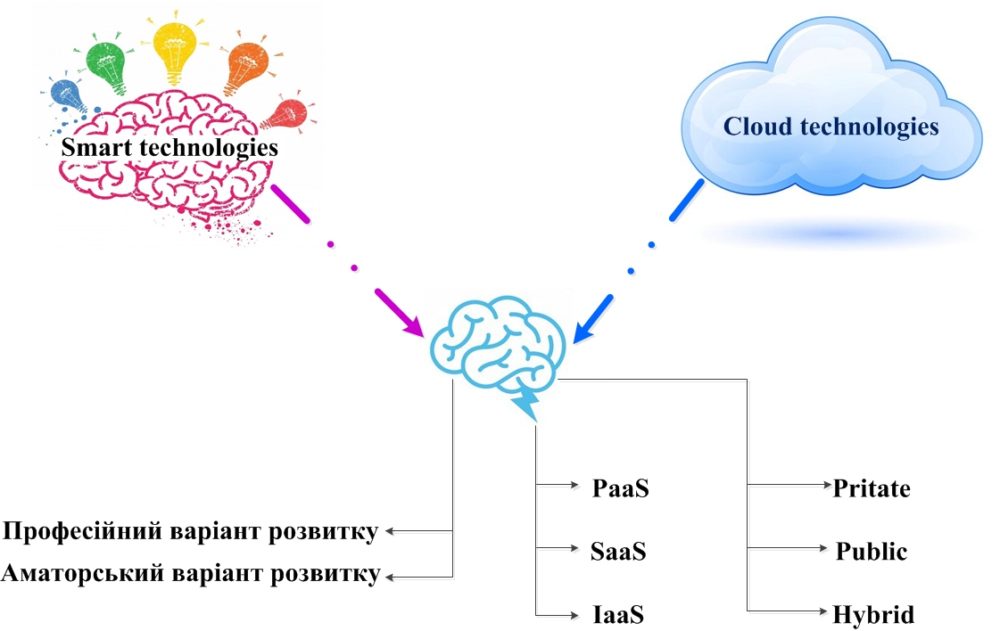 Smart technologies
Cloud technologies
Професійний варіант розвитку
Аматорський варіант розвитку
PaaS
SaaS
IaaS
Pritate
Public
Hybrid